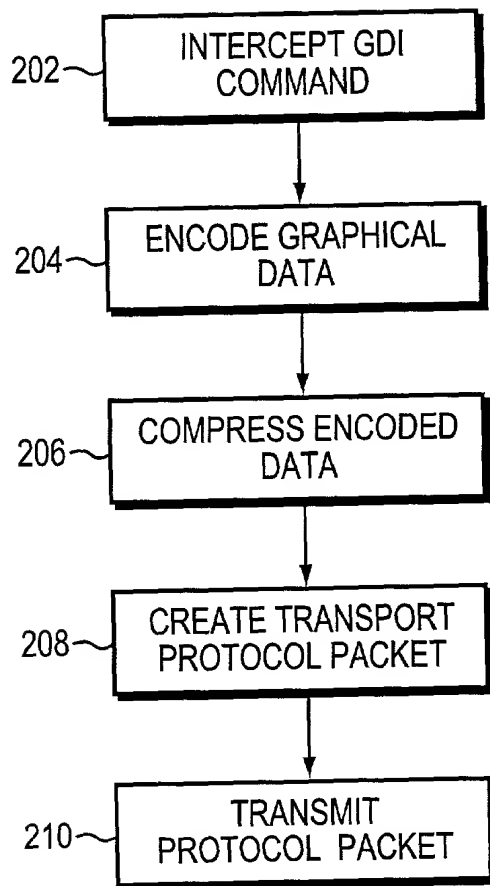 202
INTERCEPT GDI
COMMAND
204
ENCODE GRAPHICAL
DATA
206
COMPRESS ENCODED
DATA
208
CREATE TRANSPORT
PROTOCOL PACKET
210
TRANSMIT
PROTOCOL PACKET